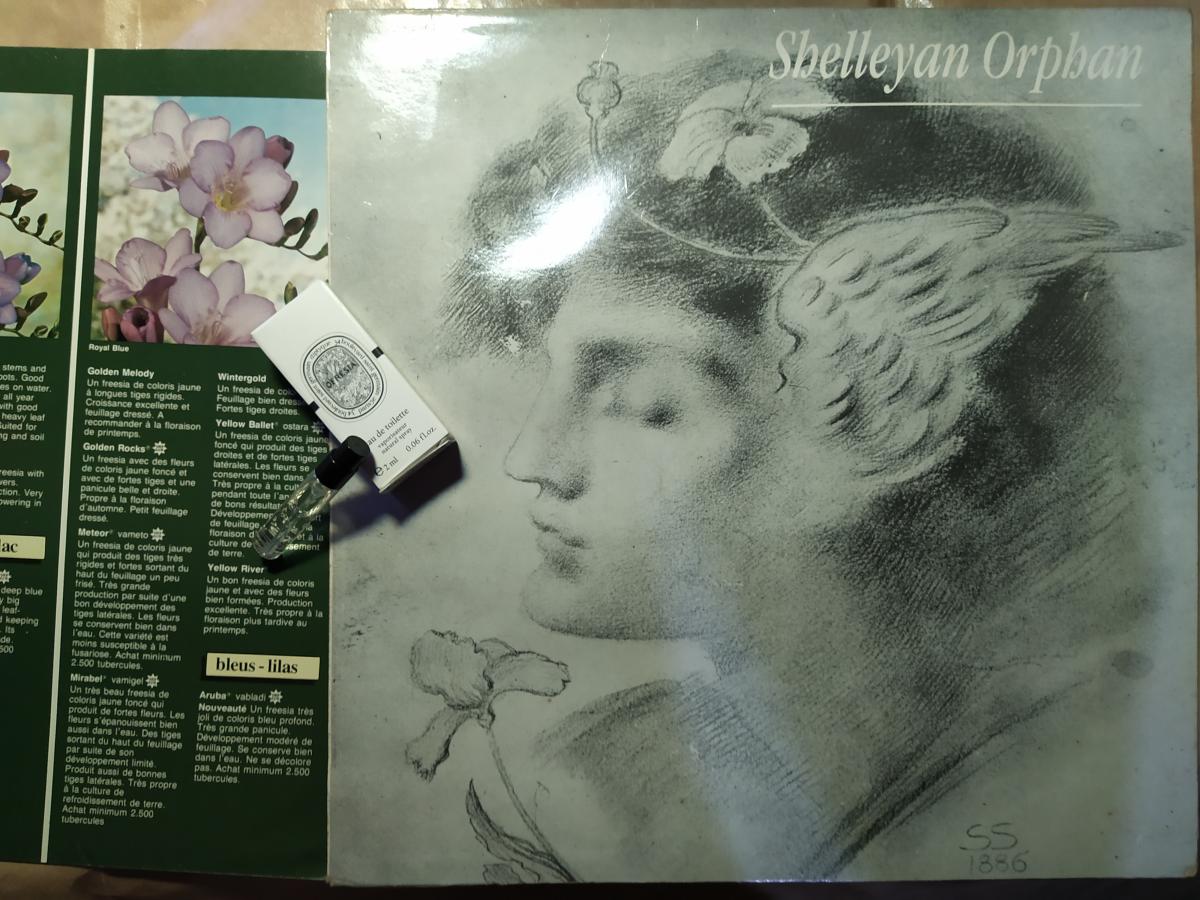 Shelleyan Orphan
SS
1886
OFRÉSIA
eau de toilette
vaporisateur
natural spray
℮ 2 ml 0.06 fl.oz.
stems and
Good
es on water.
all year
with good
heavy leaf
Suited for
and soil
reesia with
Very
owering in
lac
deep blue
big
leaf-
keeping
Its
Royal Blue
Golden Melody
Un freesia de coloris jaune
à longues tiges rigides.
Croissance excellente et
feuillage dressé. A
recommander à la floraison
de printemps.
Golden Rocks®
Un freesia avec des fleurs
de coloris jaune foncé et
avec de fortes tiges et une
panicule belle et droite.
Propre à la floraison
d'automne. Petit feuillage
dressé.
Meteor® vameto
Un freesia de coloris jaune
qui produit des tiges très
rigides et fortes sortant du
haut du feuillage un peu
frisé. Très grande
production par suite d'une
bon développement des
tiges latérales. Les fleurs
se conservent bien dans
l'eau. Cette variété est
moins susceptible à la
fusariose. Achat minimum
2.500 tubercules.
Mirabel® vamigel
Un très beau freesia de
coloris jaune foncé qui
produit de fortes fleurs. Les
fleurs s'épanouissent bien
aussi dans l'eau. Des tiges
sortant du haut du feuillage
par suite de son
développement limité.
Produit aussi de bonnes
tiges latérales. Très propre
à la culture de
refroidissement de terre.
Achat minimum 2.500
tubercules
Wintergold
Un freesia de
Feuillage bien
Fortes tiges droites.
Yellow Ballet® ostara
Un freesia de coloris jaune
foncé qui produit des tiges
droites et de fortes tiges
latérales. Les fleurs se
conservent bien dans
Très propre à la
pendant toute
de bons
Développement
de feuillage
floraison et à la
culture de
de terre.
Yellow River
Un bon freesia de coloris
jaune et avec des fleurs
bien formées. Production
excellente. Très propre à la
floraison plus tardive au
printemps.
bleus - lilas
Aruba® vabladi
Nouveauté Un freesia très
joli de coloris bleu profond.
Très grande panicule.
Développement modéré de
feuillage. Se conserve bien
dans l'eau. Ne se décolore
pas. Achat minimum 2.500
tubercules.